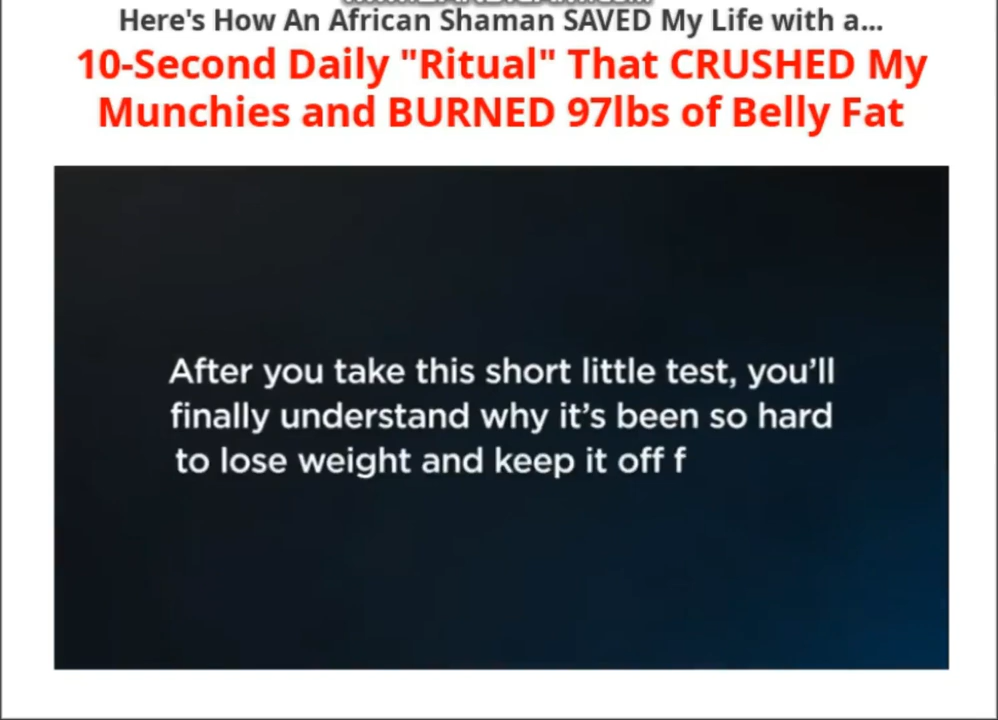 Here's How An African Shaman SAVED My Life with a...
10-Second Daily "Ritual" That CRUSHED My
Munchies and BURNED 97lbs of Belly Fat
After you take this short little test, you'll
finally understand why it's been so hard
to lose weight and keep it off f